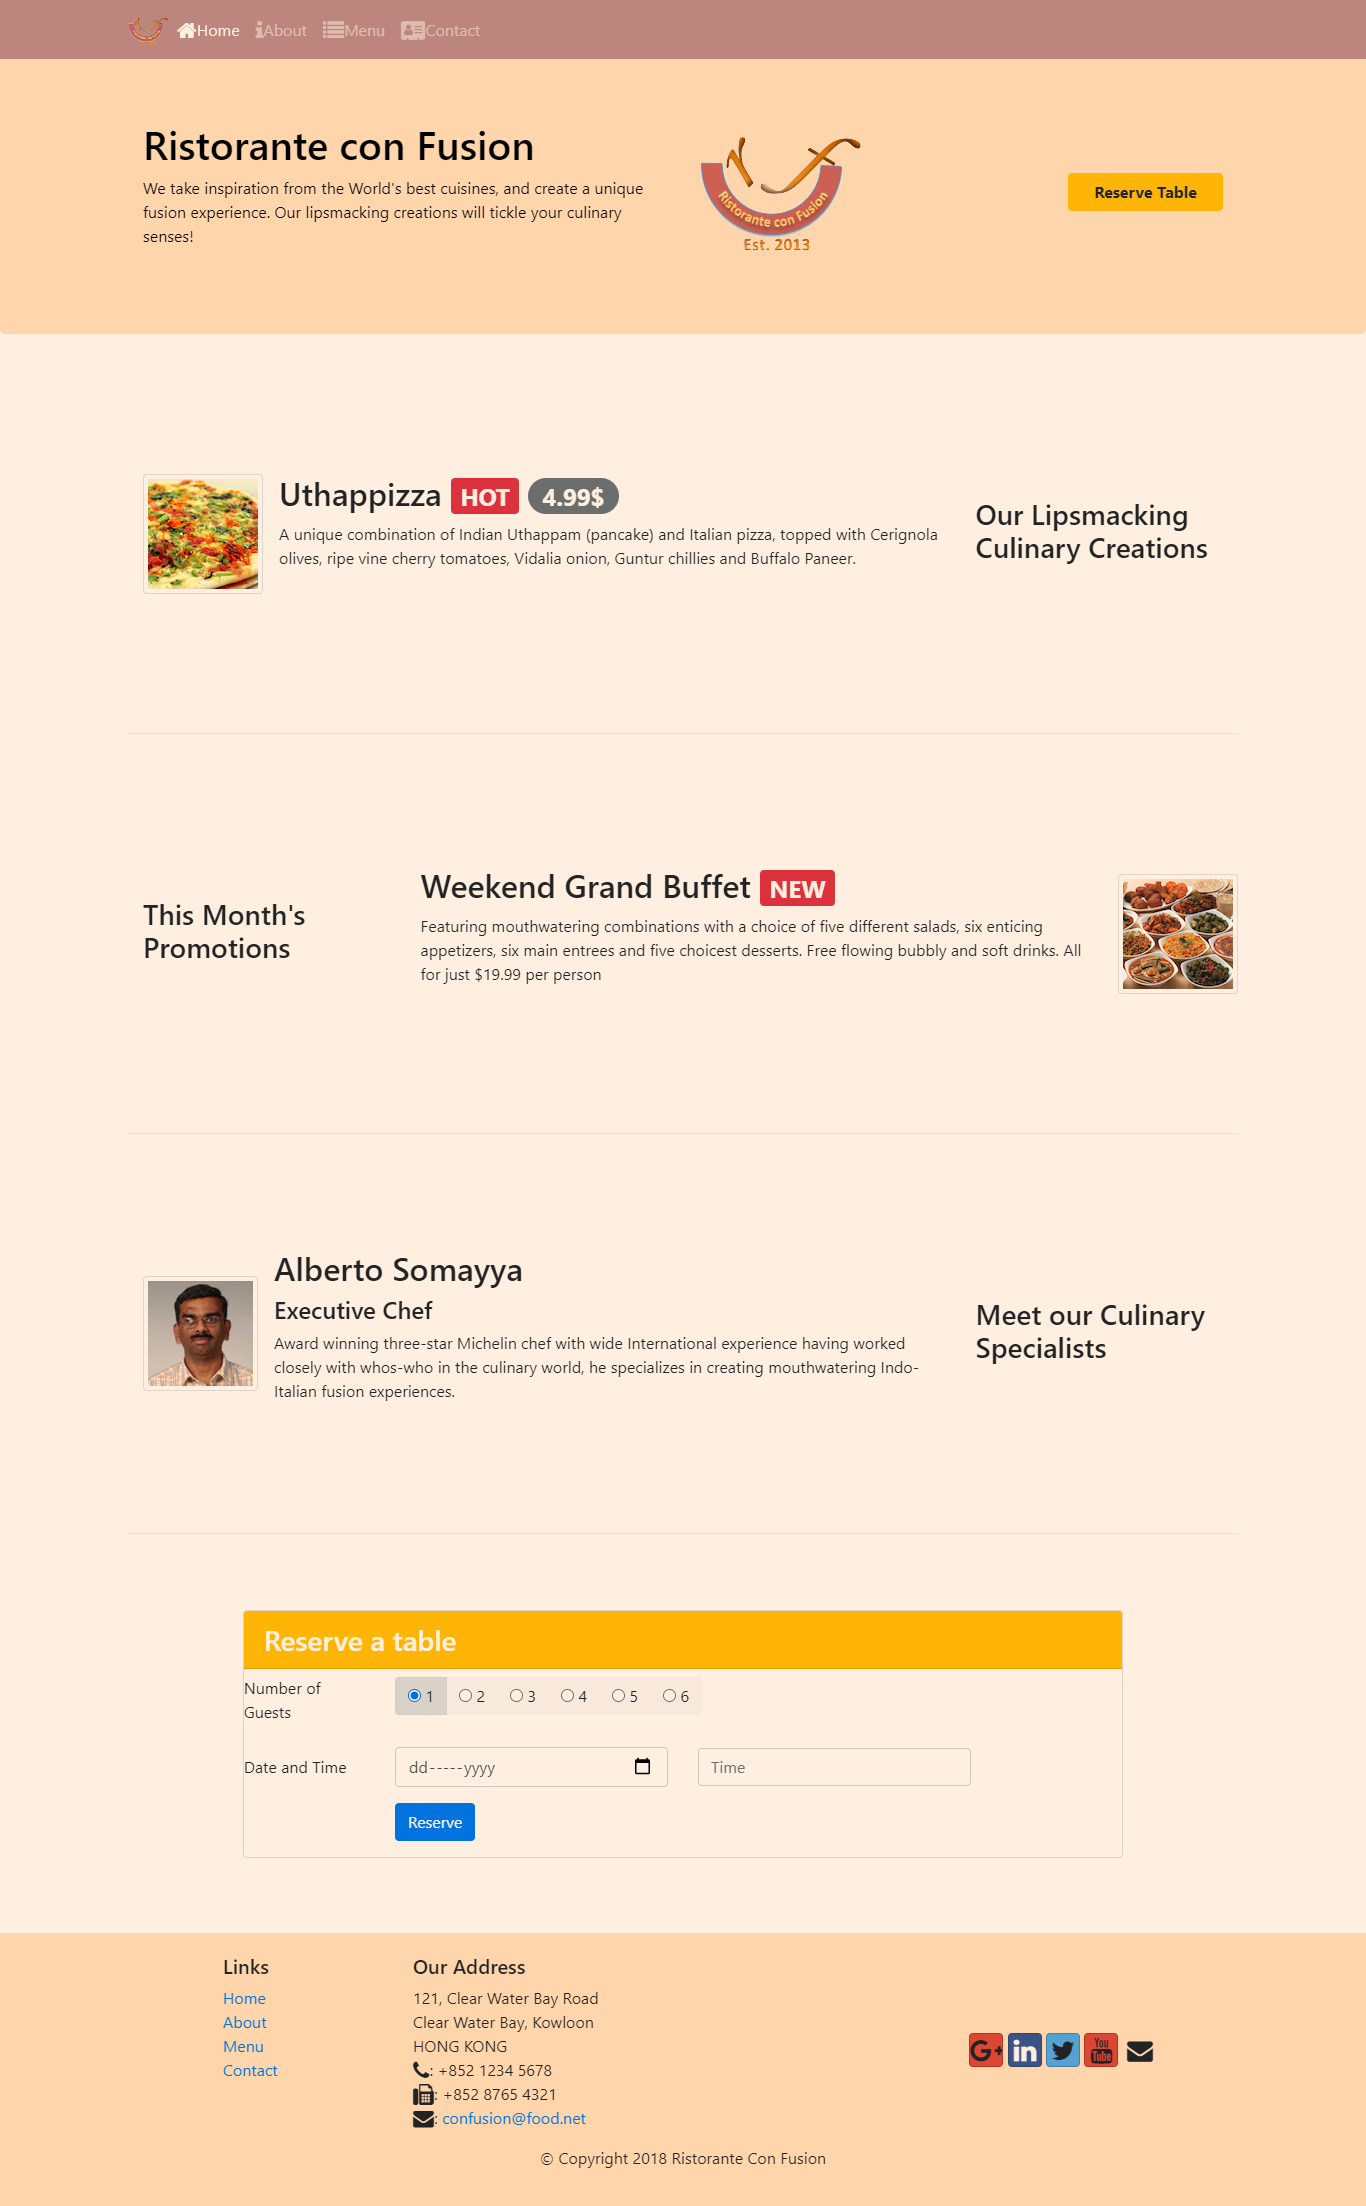 Home About Menu Contact
Ristorante con Fusion
We take inspiration from the World's best cuisines, and create a unique
fusion experience. Our lipsmacking creations will tickle your culinary
senses!
Ristorante con Fusion
Est. 2013
Reserve Table
Uthappizza HOT 4.99$
A unique combination of Indian Uthappam (pancake) and Italian pizza, topped with Cerignola
olives, ripe vine cherry tomatoes, Vidalia onion, Guntur chillies and Buffalo Paneer.
Our Lipsmacking
Culinary Creations
This Month's
Promotions
Weekend Grand Buffet NEW
Featuring mouthwatering combinations with a choice of five different salads, six enticing
appetizers, six main entrees and five choicest desserts. Free flowing bubbly and soft drinks. All
for just $19.99 per person
Alberto Somayya
Executive Chef
Award winning three-star Michelin chef with wide International experience having worked
closely with whos-who in the culinary world, he specializes in creating mouthwatering Indo-
Italian fusion experiences.
Meet our Culinary
Specialists
Reserve a table
Number of
Guests
1 2 3 4 5 6
Date and Time
dd-----yyyy
Time
Reserve
Links
Home
About
Menu
Contact
Our Address
121, Clear Water Bay Road
Clear Water Bay, Kowloon
HONG KONG
: +852 1234 5678
: +852 8765 4321
: confusion@food.net
G+ in You
Tube
© Copyright 2018 Ristorante Con Fusion